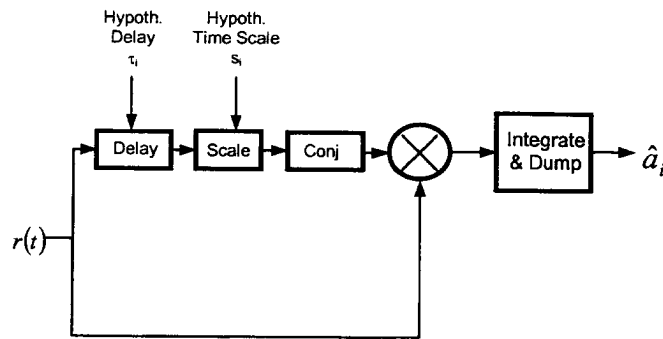 Hypoth.
Delay
τi
Hypoth.
Time Scale
si
Delay
Scale
Conj
Integrate
& Dump
âi
r(t)